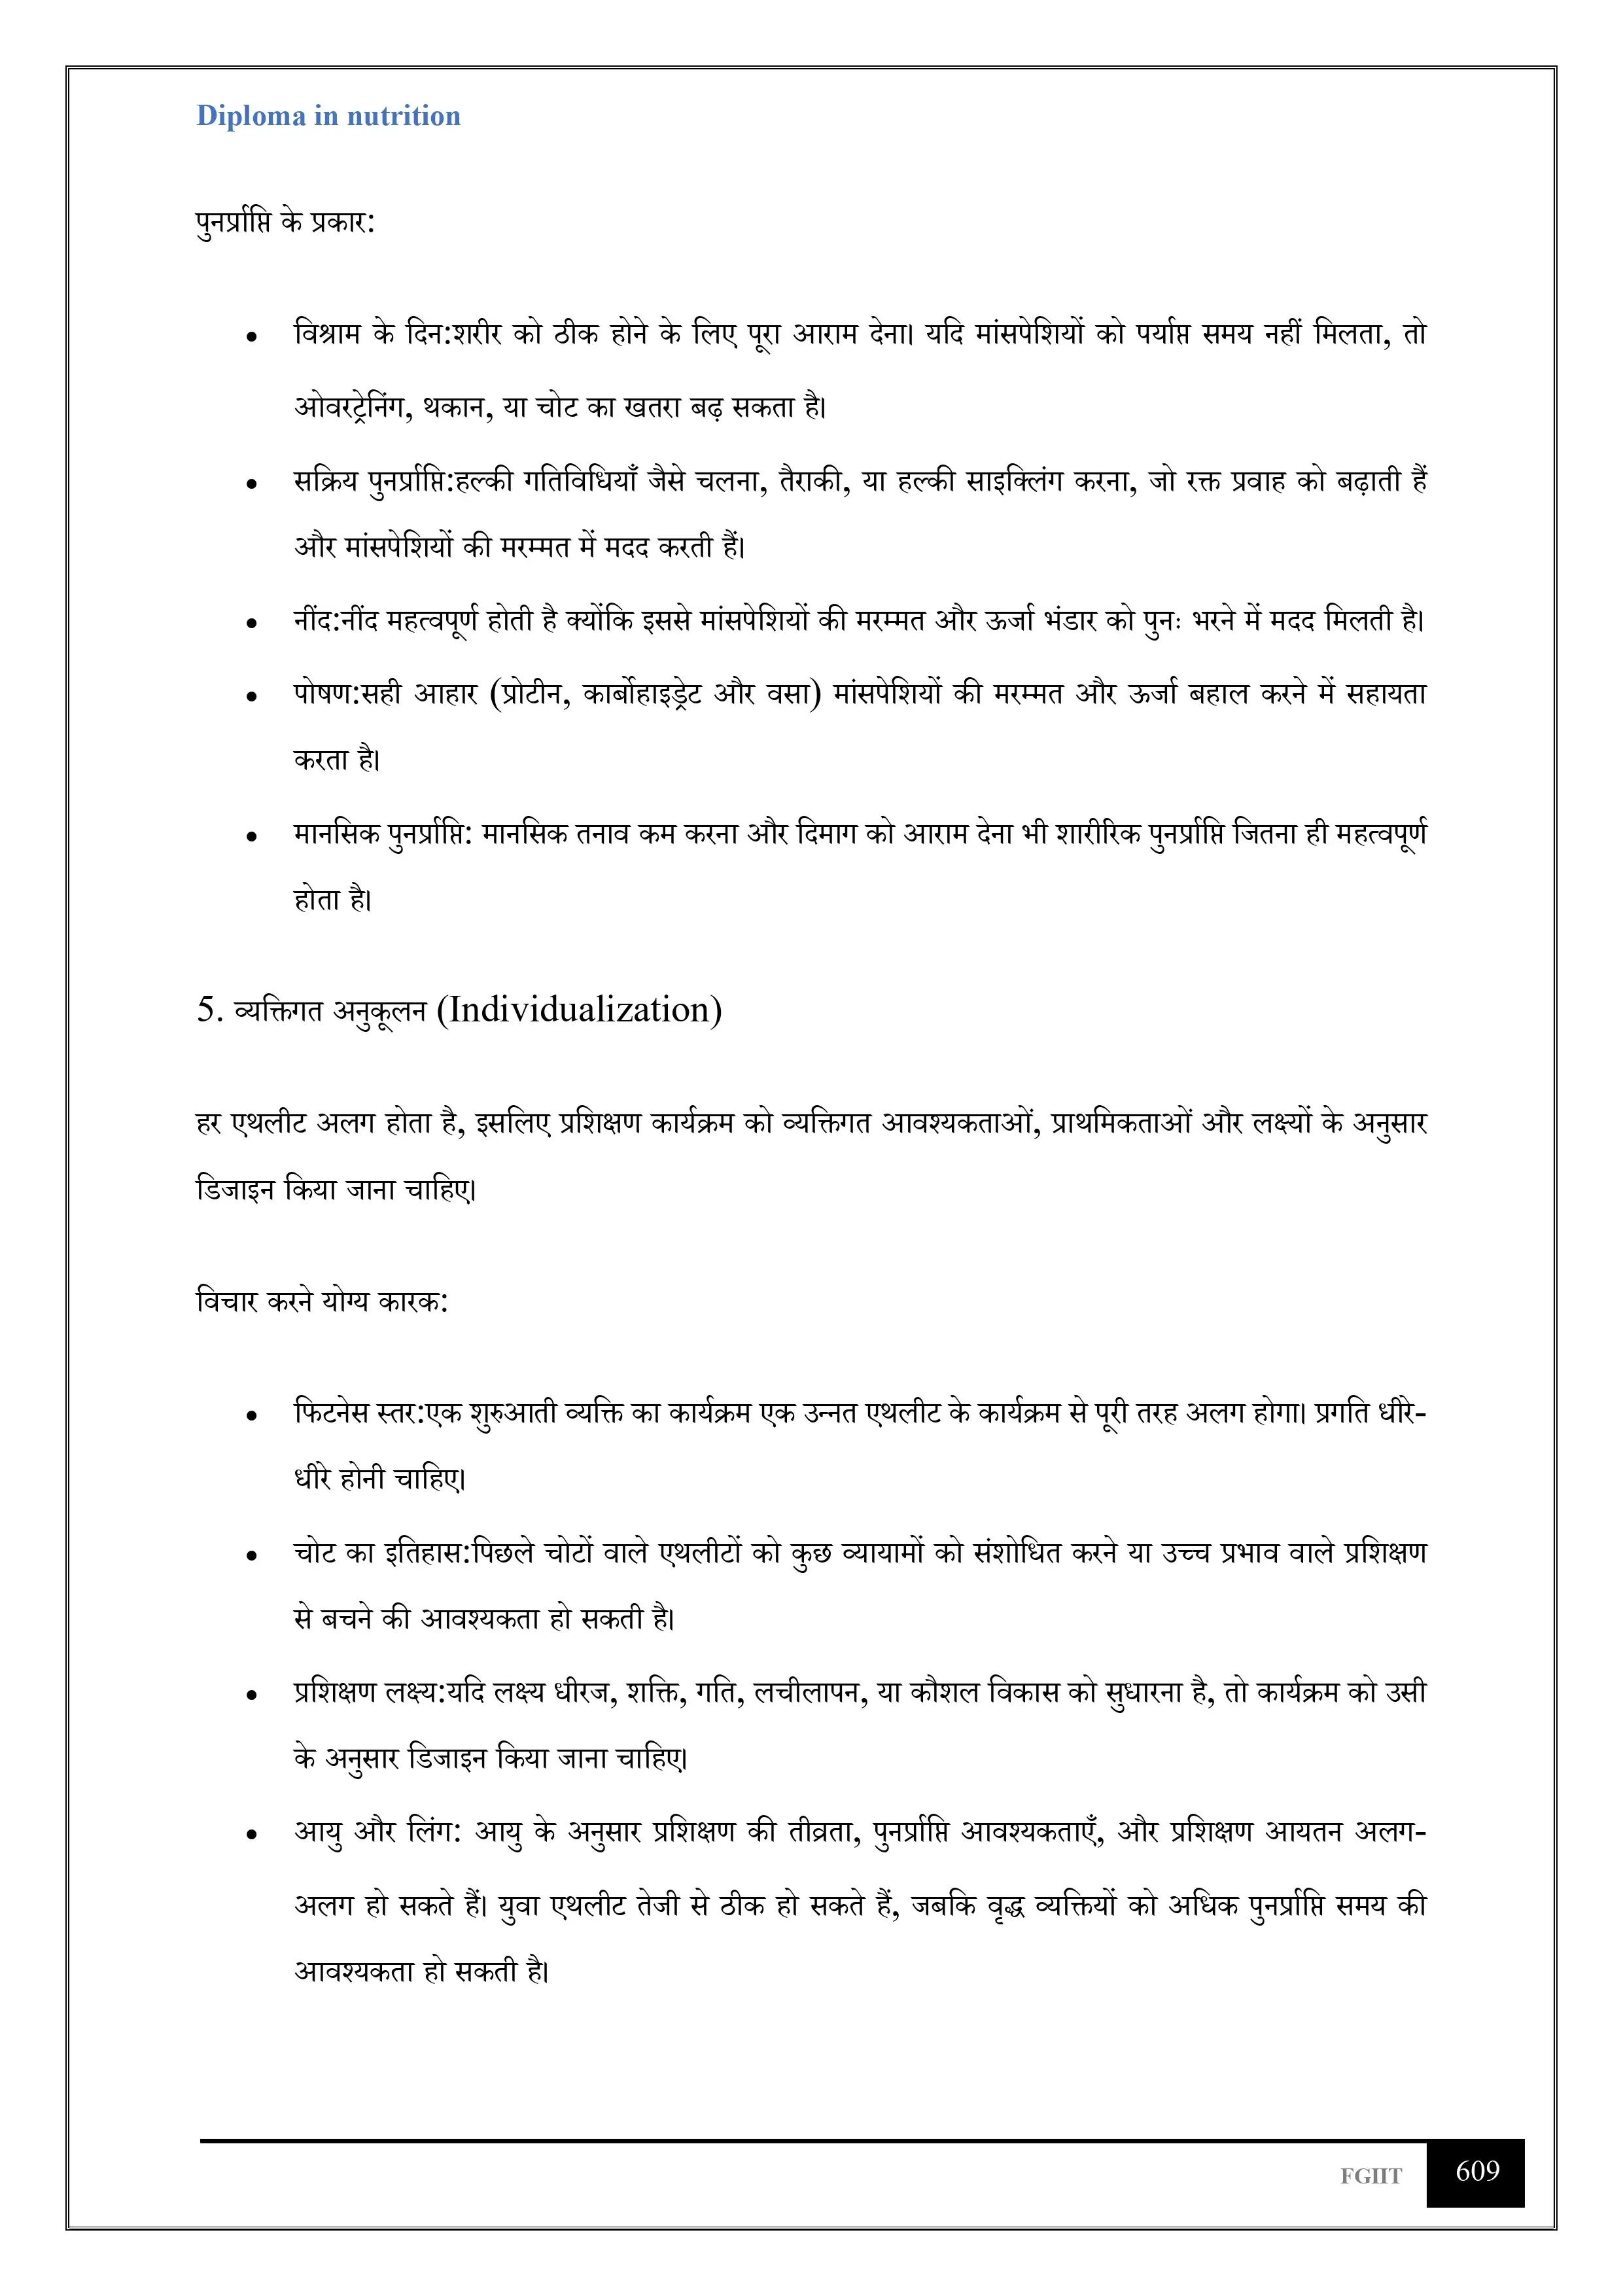 Diploma in nutrition
पुनर्प्राप्ति के प्रकार:
• विश्राम के दिन:शरीर को ठीक होने के लिए पूरा आराम देना। यदि मांसपेशियों को पर्याप्त समय नहीं मिलता, तो
ओवरट्रेनिंग, थकान, या चोट का खतरा बढ़ सकता है।
• सक्रिय पुनर्प्राप्ति:हल्की गतिविधियाँ जैसे चलना, तैराकी, या हल्की साइक्लिंग करना, जो रक्त प्रवाह को बढ़ाती हैं
और मांसपेशियों की मरम्मत में मदद करती हैं।
• नींद:नींद महत्वपूर्ण होती है क्योंकि इससे मांसपेशियों की मरम्मत और ऊर्जा भंडार को पुनः भरने में मदद मिलती है।
• पोषण:सही आहार (प्रोटीन, कार्बोहाइड्रेट और वसा) मांसपेशियों की मरम्मत और ऊर्जा बहाल करने में सहायता
करता है।
• मानसिक पुनर्प्राप्ति: मानसिक तनाव कम करना और दिमाग को आराम देना भी शारीरिक पुनर्प्राप्ति जितना ही महत्वपूर्ण
होता है।
5. व्यक्तिगत अनुकूलन (Individualization)
हर एथलीट अलग होता है, इसलिए प्रशिक्षण कार्यक्रम को व्यक्तिगत आवश्यकताओं, प्राथमिकताओं और लक्ष्यों के अनुसार
डिजाइन किया जाना चाहिए।
विचार करने योग्य कारक:
• फिटनेस स्तर:एक शुरुआती व्यक्ति का कार्यक्रम एक उन्नत एथलीट के कार्यक्रम से पूरी तरह अलग होगा। प्रगति धीरे-
धीरे होनी चाहिए।
• चोट का इतिहास:पिछले चोटों वाले एथलीटों को कुछ व्यायामों को संशोधित करने या उच्च प्रभाव वाले प्रशिक्षण
से बचने की आवश्यकता हो सकती है।
• प्रशिक्षण लक्ष्य:यदि लक्ष्य धीरज, शक्ति, गति, लचीलापन, या कौशल विकास को सुधारना है, तो कार्यक्रम को उसी
के अनुसार डिजाइन किया जाना चाहिए।
• आयु और लिंग: आयु के अनुसार प्रशिक्षण की तीव्रता, पुनर्प्राप्ति आवश्यकताएँ, और प्रशिक्षण आयतन अलग-
अलग हो सकते हैं। युवा एथलीट तेजी से ठीक हो सकते हैं, जबकि वृद्ध व्यक्तियों को अधिक पुनर्प्राप्ति समय की
आवश्यकता हो सकती है।
FGIIT 609